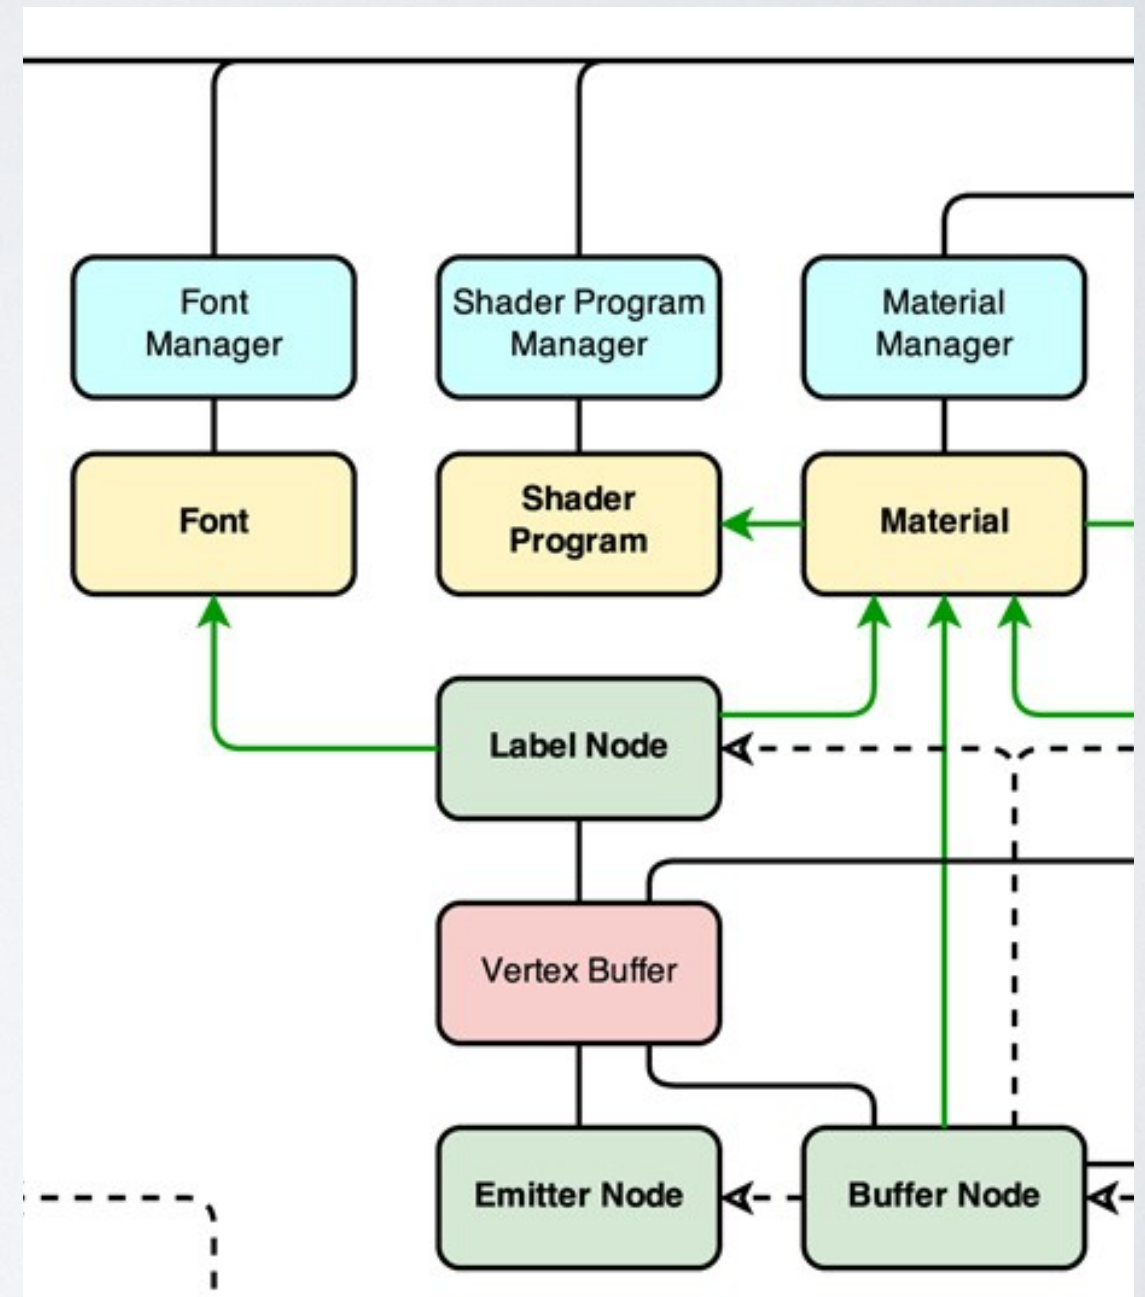 Font
Manager
Shader Program
Manager
Material
Manager
Font
Shader
Program
Material
Label Node
Vertex Buffer
Emitter Node
Buffer Node